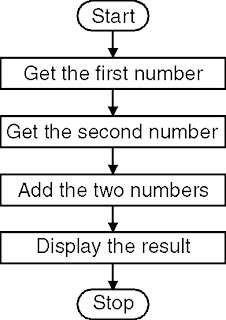 Start
Get the first number
Get the second number
Add the two numbers
Display the result
Stop